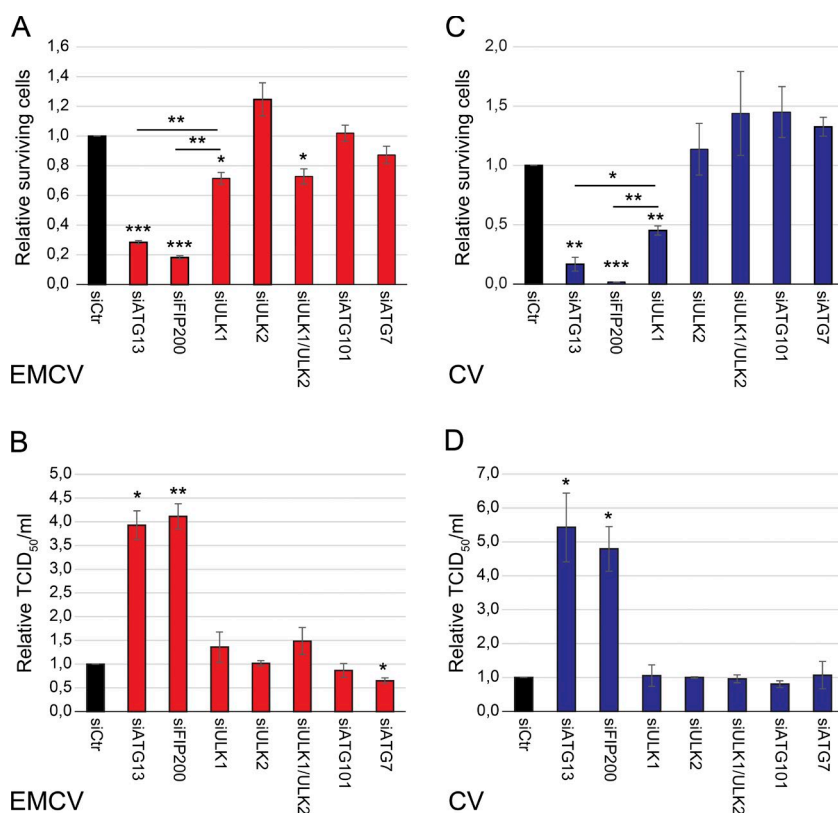 A
Relative surviving cells
1,6
1,4
1,2
1,0
0,8
0,6
0,4
0,2
0,0
***
***
**
**
*
*
siCtr
siATG13
siFIP200
siULK1
siULK2
siULK1/ULK2
siATG101
siATG7
EMCV
C
Relative surviving cells
2,0
1,5
1,0
0,5
0,0
**
***
*
**
**
siCtr
siATG13
siFIP200
siULK1
siULK2
siULK1/ULK2
siATG101
siATG7
CV
B
Relative TCID50/ml
5,0
4,5
4,0
3,5
3,0
2,5
2,0
1,5
1,0
0,5
0,0
*
**
*
siCtr
siATG13
siFIP200
siULK1
siULK2
siULK1/ULK2
siATG101
siATG7
EMCV
D
Relative TCID50/ml
7,0
6,0
5,0
4,0
3,0
2,0
1,0
0,0
*
*
siCtr
siATG13
siFIP200
siULK1
siULK2
siULK1/ULK2
siATG101
siATG7
CV